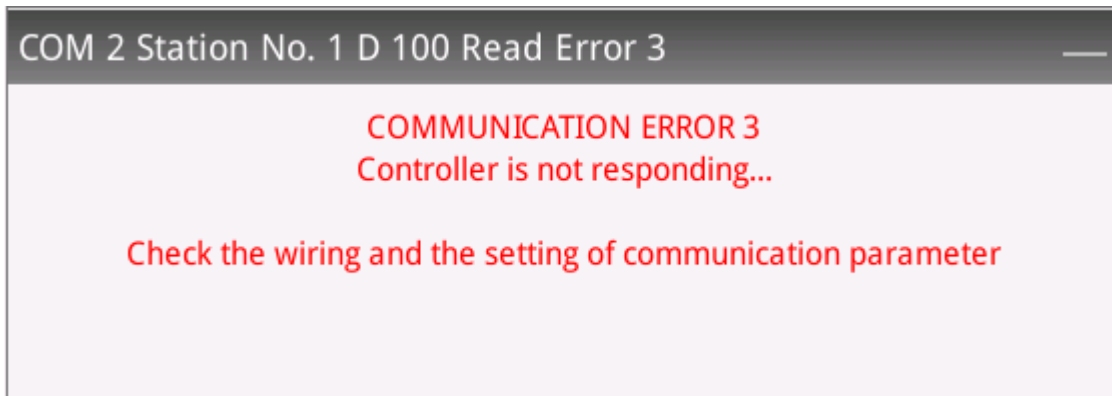 COM 2 Station No. 1 D 100 Read Error 3
COMMUNICATION ERROR 3
Controller is not responding...
Check the wiring and the setting of communication parameter